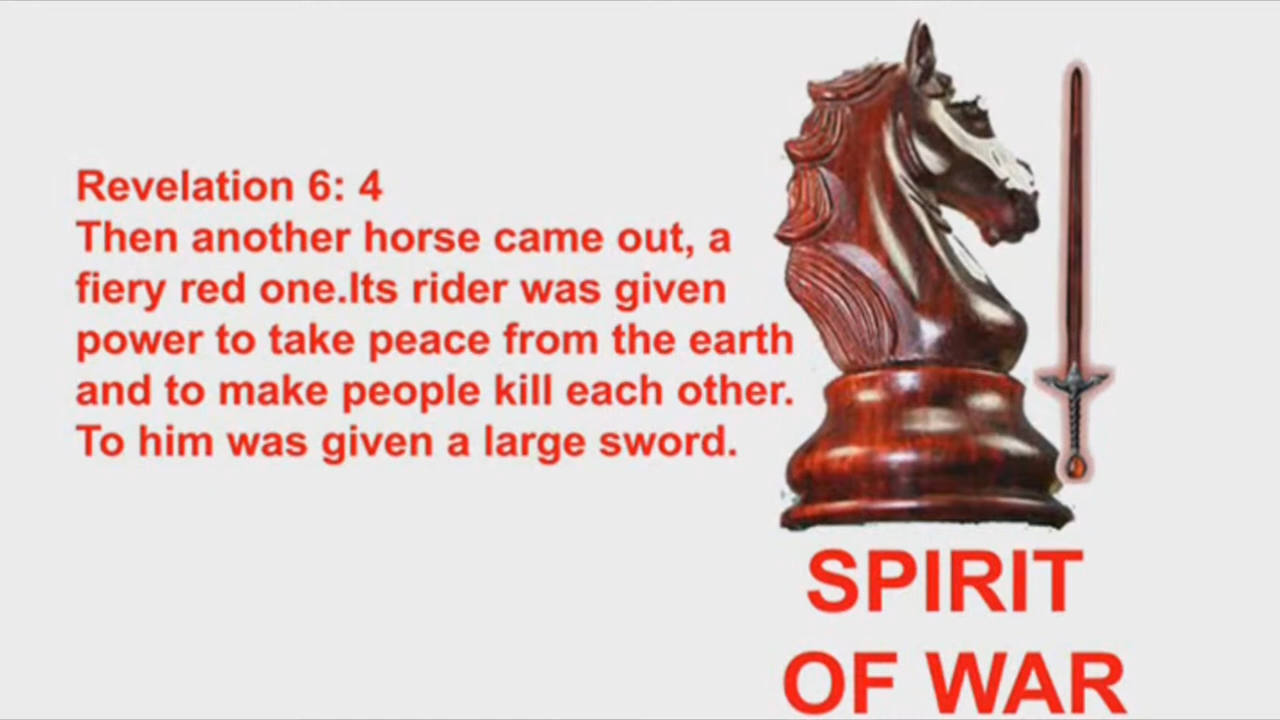 Revelation 6: 4
Then another horse came out, a
fiery red one.Its rider was given
power to take peace from the earth
and to make people kill each other.
To him was given a large sword.
SPIRIT
OF WAR